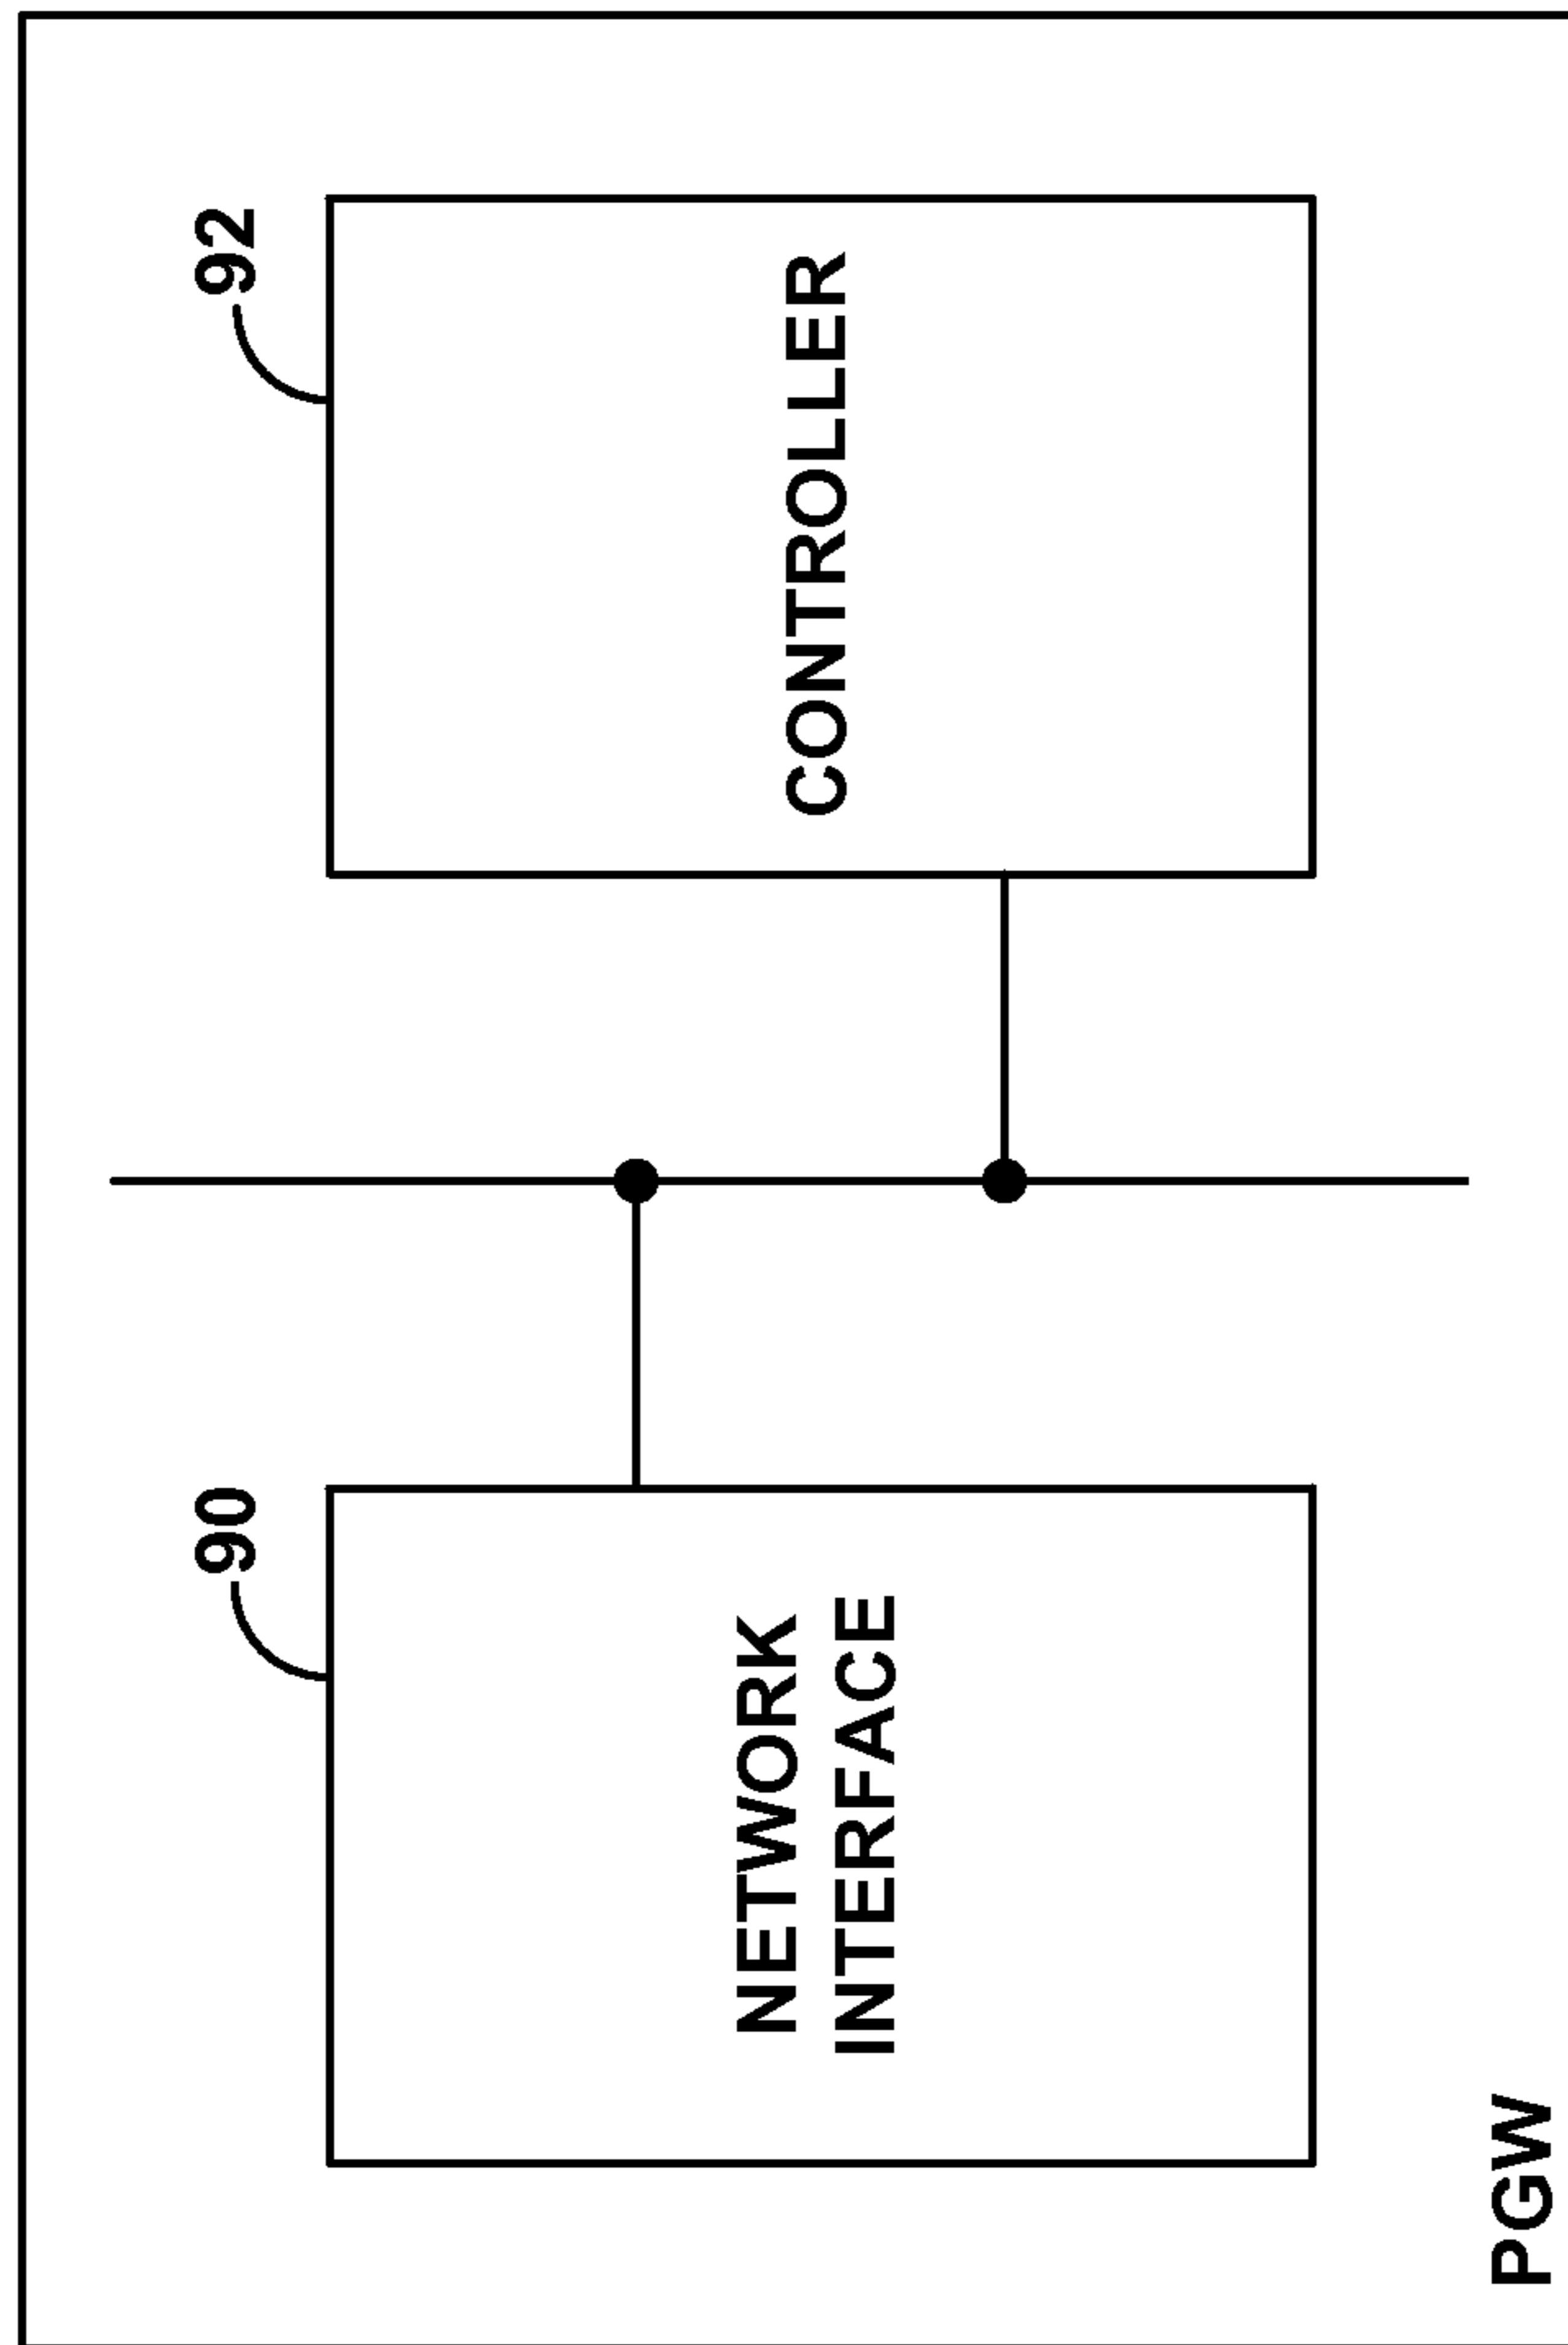 90
NETWORK
INTERFACE
92
CONTROLLER
PGW